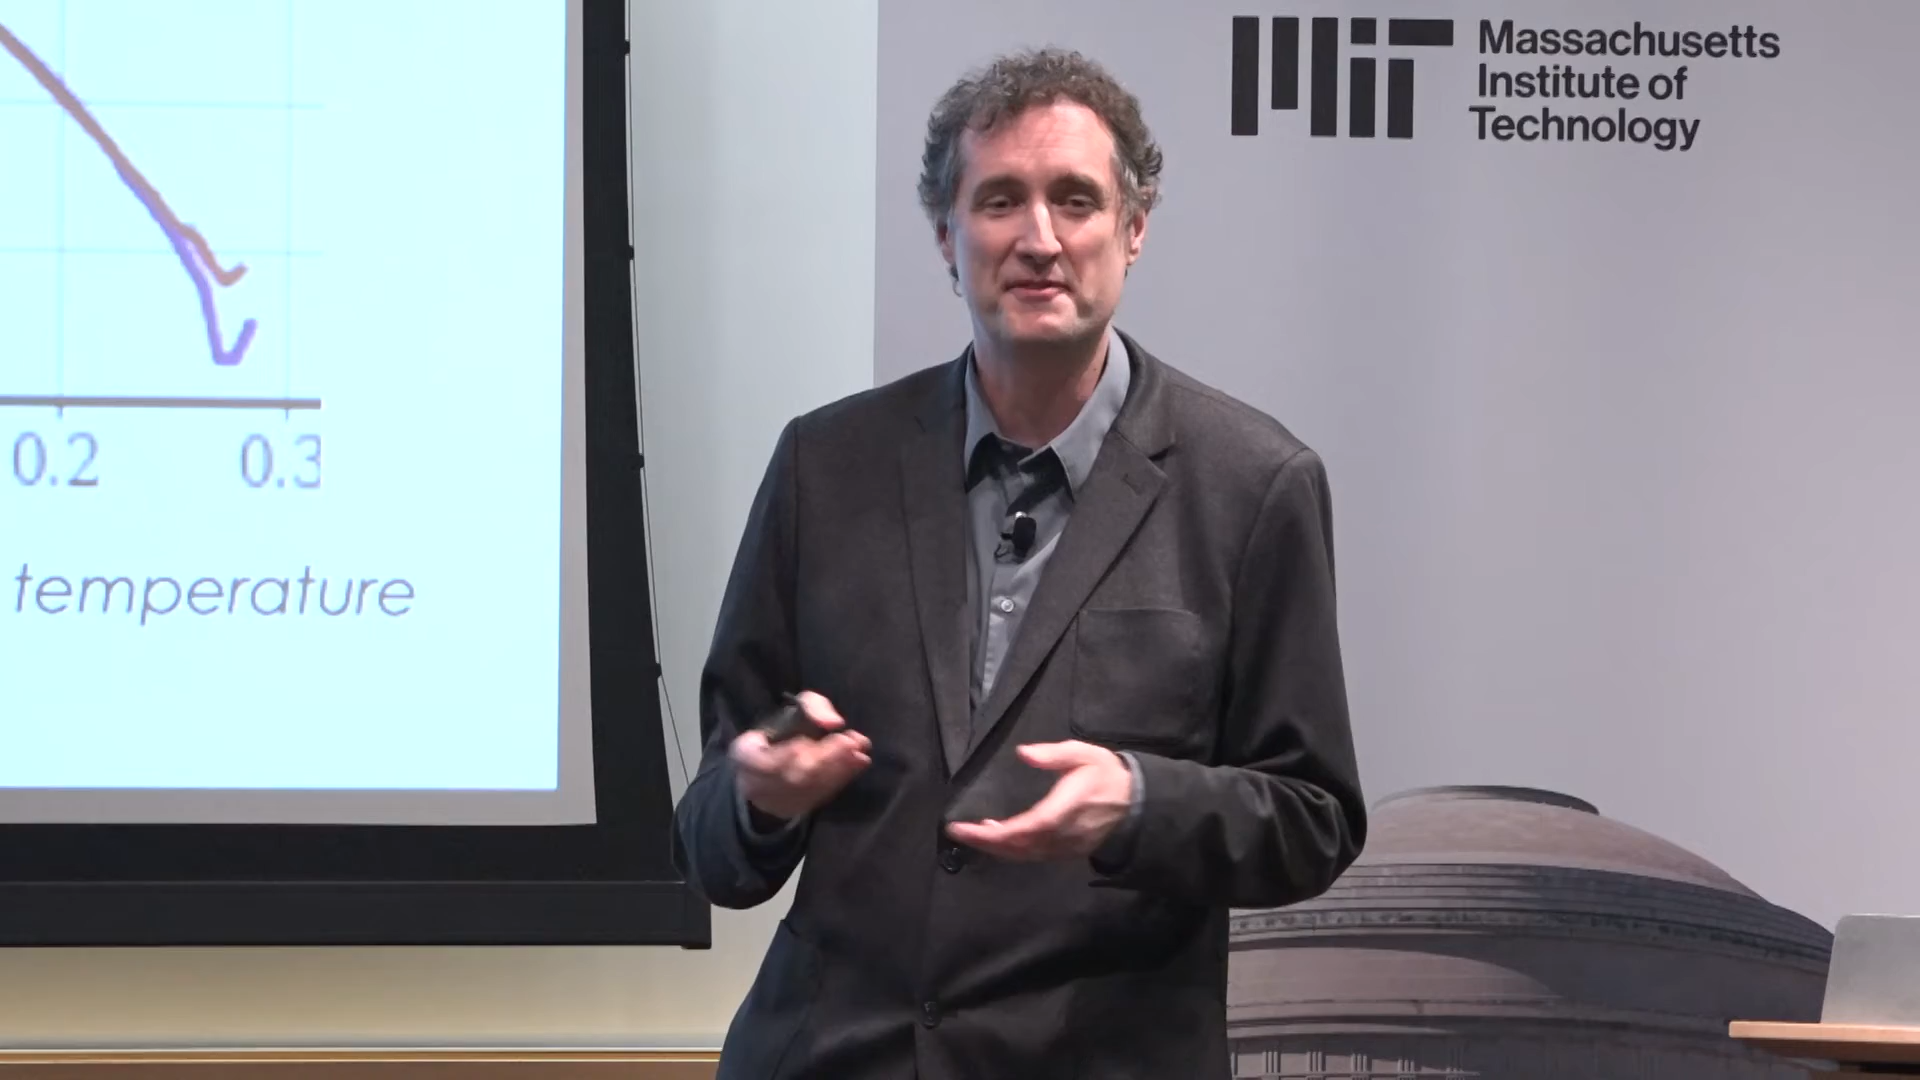 0.2 0.3
temperature
Massachusetts
Institute of
Technology